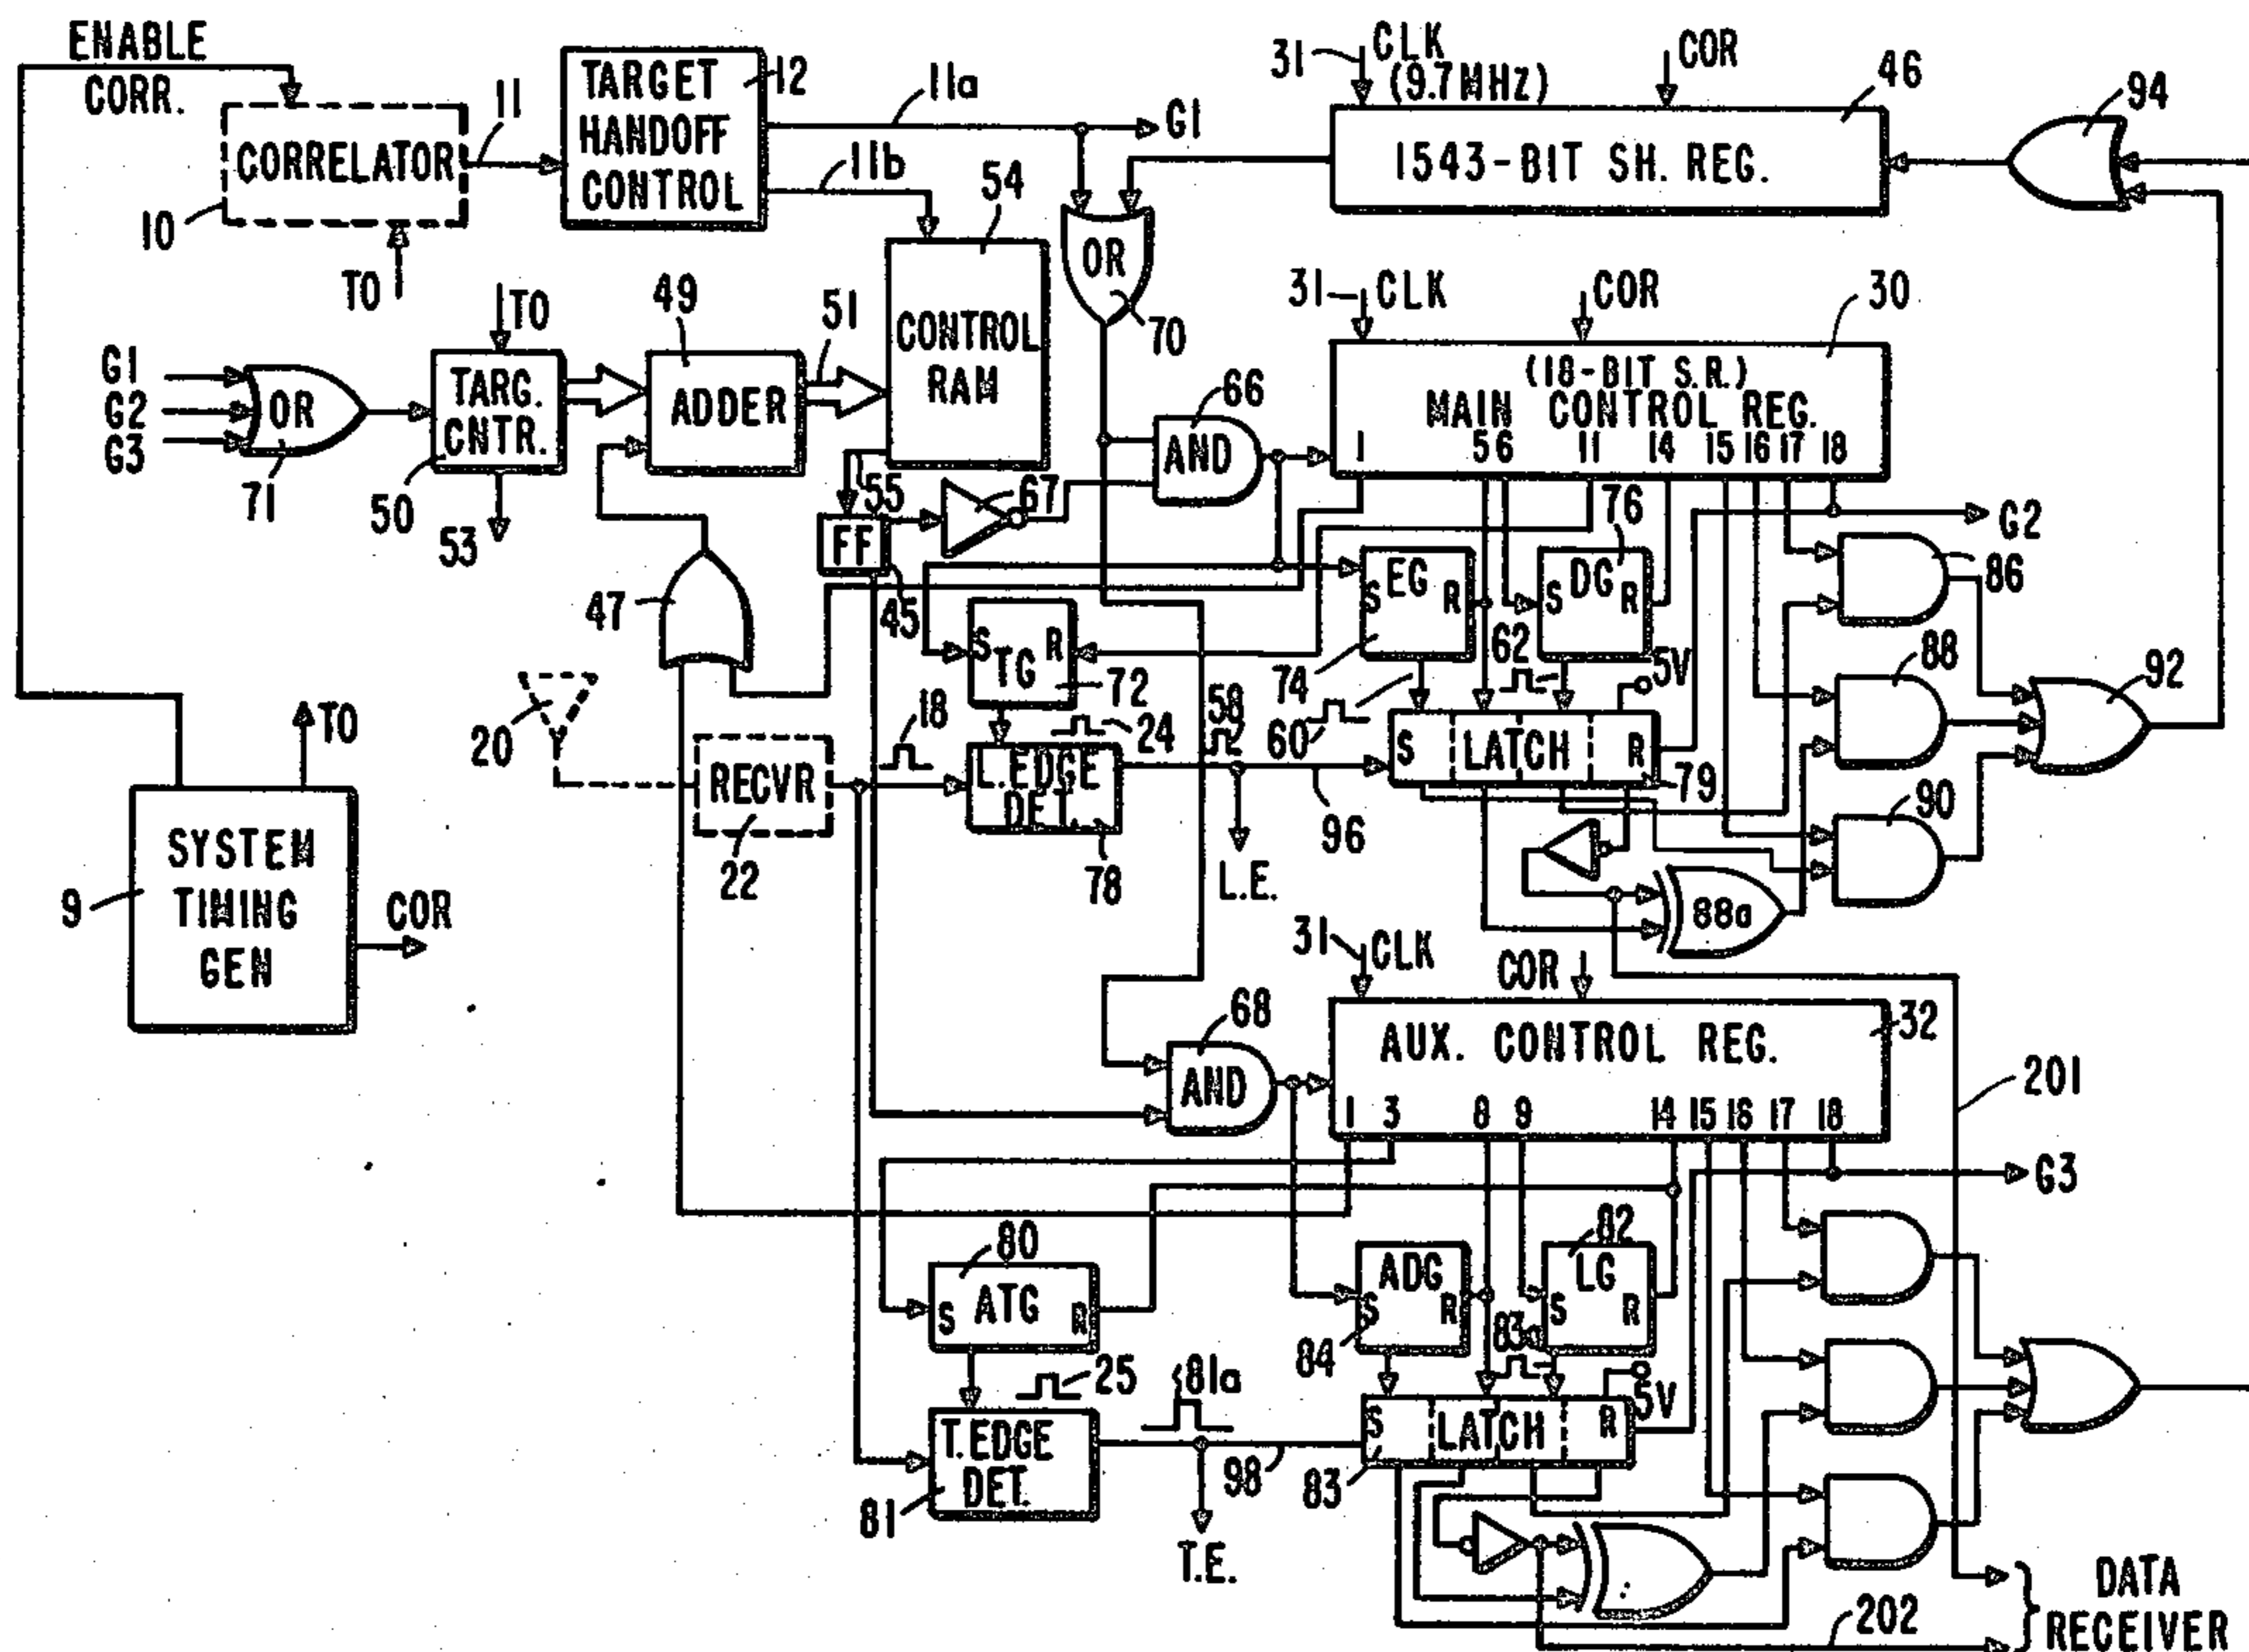 ENABLE
CORR.
CORRELATOR
10
11
T0
TARGET
HANDOFF
CONTROL
12
11a
11b
G1
31
CLK
(9.7MHz)
COR
46
1543-BIT SH. REG.
94
54
CONTROL
RAM
OR
70
G1
G2
G3
OR
71
T0
TARG.
CNTR.
50
53
49
ADDER
51
55
FF
45
67
66
AND
31
CLK
COR
30
(18-BIT S.R.)
MAIN CONTROL REG.
1 5 6 11 14 15 16 17 18
G2
47
S TG R
72
24
S EG R
74
60
62
76
S DG R
5V
S LATCH R
79
86
88
90
92
20
RECVR
22
18
L.EDGE
DET.
78
58
96
L.E.
88a
T0
SYSTEM
TIMING
GEN
9
COR
31
CLK
COR
68
AND
AUX. CONTROL REG.
32
1 3 8 9 14 15 16 17 18
G3
201
80
S ATG R
25
T.EDGE
DET.
81
81a
98
T.E.
ADG
S R
84
82
LG
S R
83a
5V
S LATCH R
83
202
DATA
RECEIVER